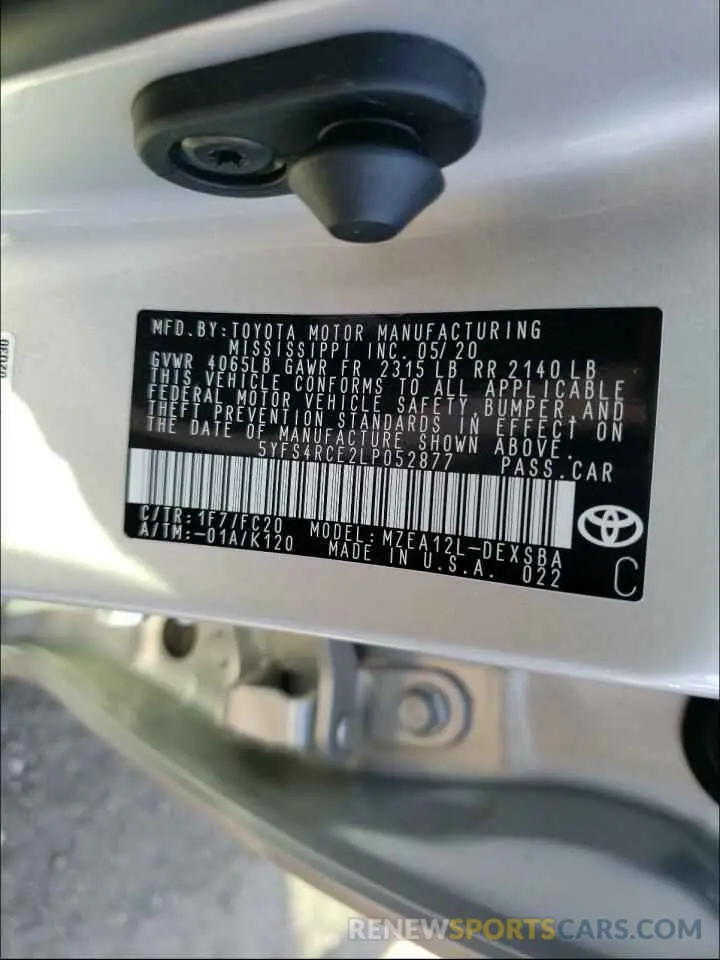 MFD. BY: TOYOTA MOTOR MANUFACTURING
MISSISSIPPI INC. 05/20
GVWR 4065LB GAWR FR 2315 LB RR 2140 LB
THIS VEHICLE CONFORMS TO ALL APPLICABLE
FEDERAL MOTOR VEHICLE SAFETY, BUMPER AND
THEFT PREVENTION STANDARDS IN EFFECT ON
THE DATE OF MANUFACTURE SHOWN ABOVE.
5YFS4RCE2LP052877 PASS. CAR
C/TR: 1F7/FC20 MODEL: MZEA12L-DEXSBA
A/TM: -01A/K120 MADE IN U.S.A. 022
C
02030
RENEWSPORTSCARS.COM